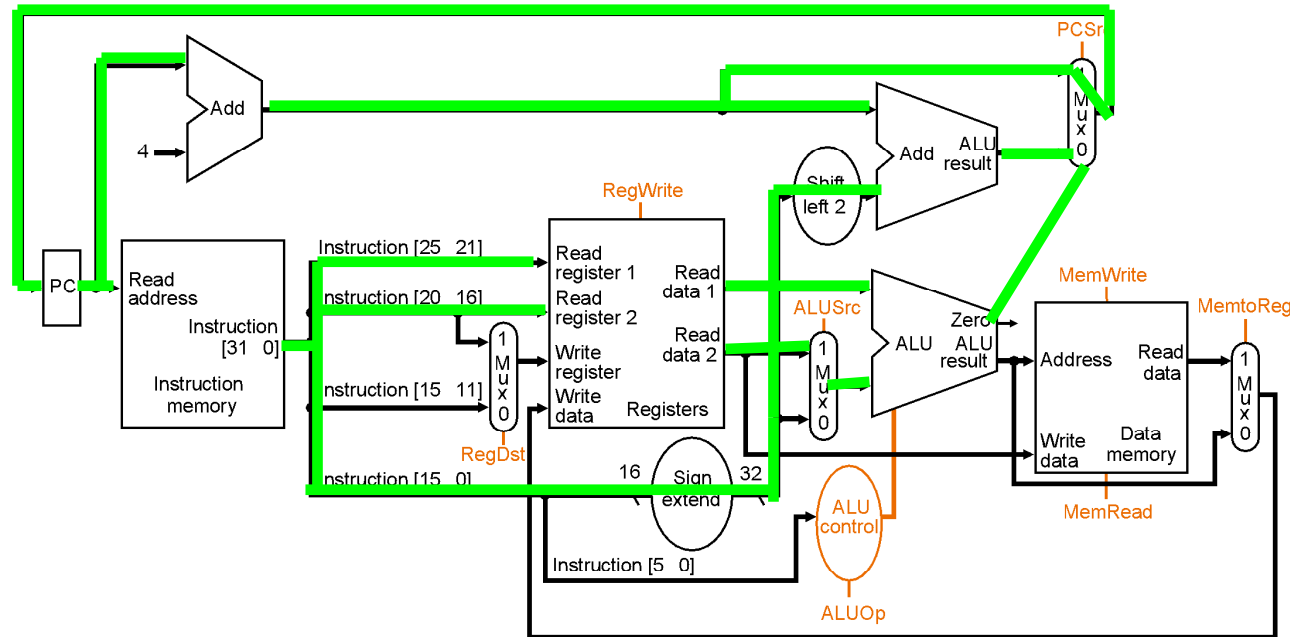 PCSr
1
M
u
x
0
Add
4
Add
ALU
result
Shift
left 2
RegWrite
PC
Read
address
Instruction
[31 0]
Instruction
memory
Instruction [25 21]
nstruction [20 16]
nstruction [15 11]
nstruction [15 0]
1
M
u
x
0
RegDst
Read
register 1
Read
register 2
Write
register
Write
data
Read
data 1
Read
data 2
Registers
ALUSrc
1
M
u
x
0
Zero
ALU
ALU
result
MemWrite
Address
Read
data
Write
data
Data
memory
MemRead
MemtoReg
1
M
u
x
0
16
Sign
extend
32
ALU
control
ALUOp
Instruction [5 0]